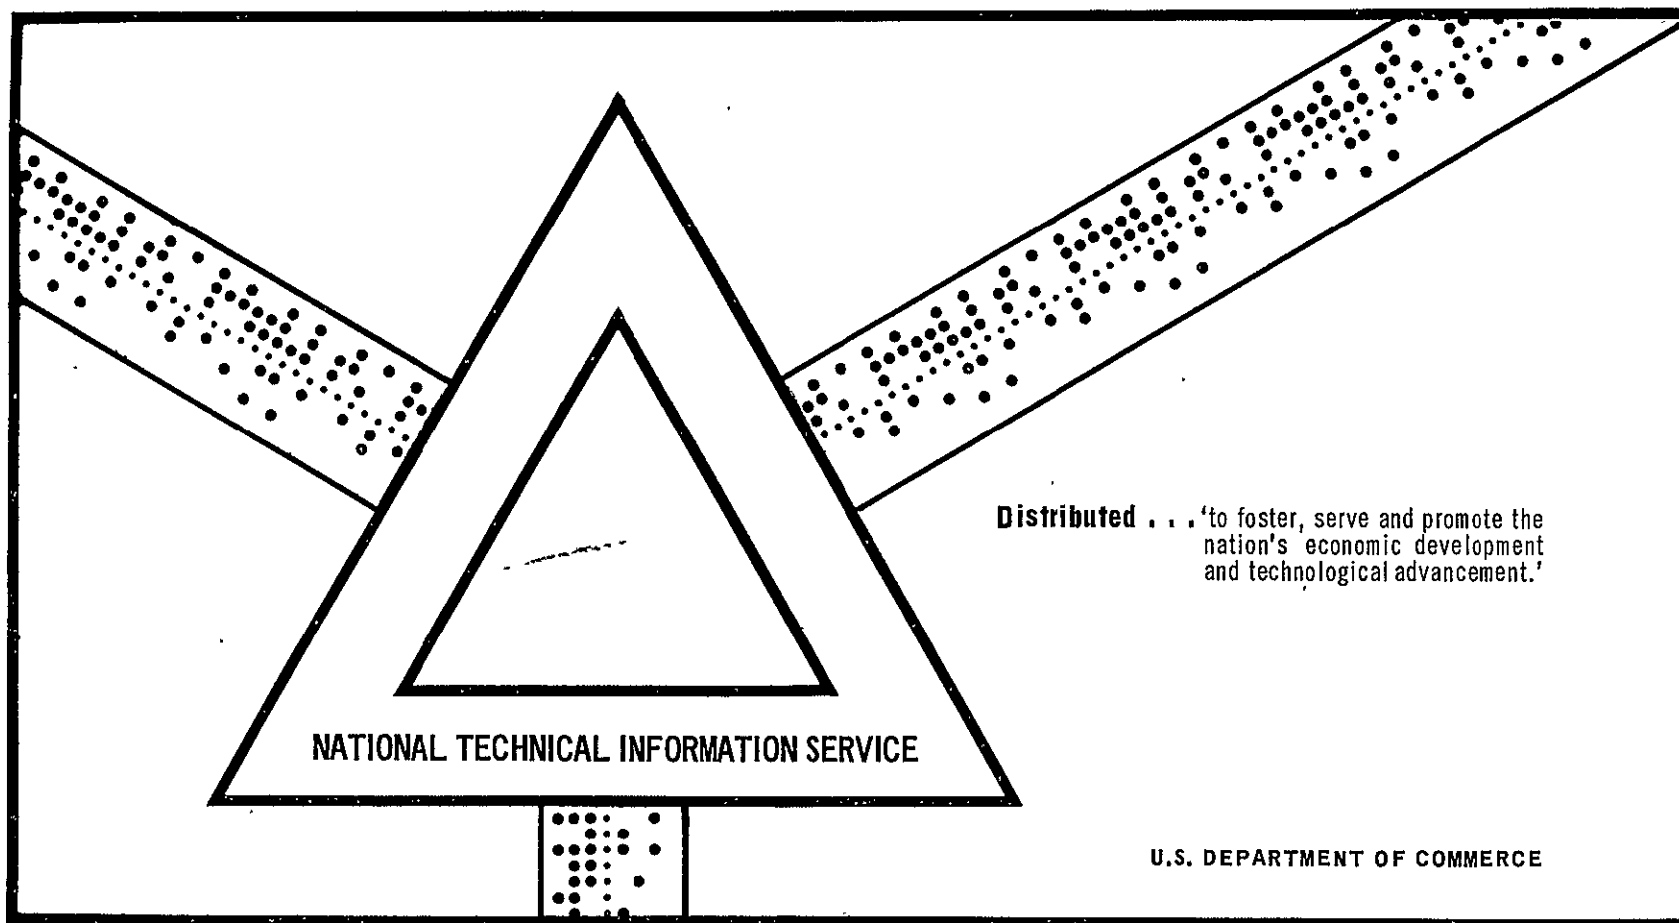 Distributed . . . 'to foster, serve and promote the
nation's economic development
and technological advancement.'
NATIONAL TECHNICAL INFORMATION SERVICE
U.S. DEPARTMENT OF COMMERCE